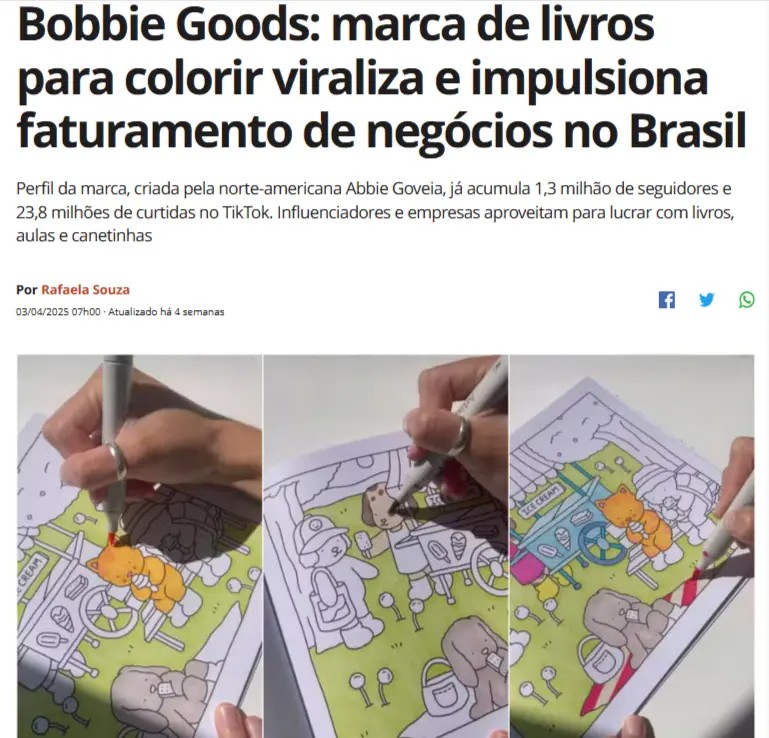 Bobbie Goods: marca de livros
para colorir viraliza e impulsiona
faturamento de negócios no Brasil
Perfil da marca, criada pela norte-americana Abbie Goveia, já acumula 1,3 milhão de seguidores e
23,8 milhões de curtidas no TikTok. Influenciadores e empresas aproveitam para lucrar com livros,
aulas e canetinhas
Por Rafaela Souza
03/04/2025 07h00 · Atualizado há 4 semanas
ICE CREAM
ICE CREAM
ICE CREAM